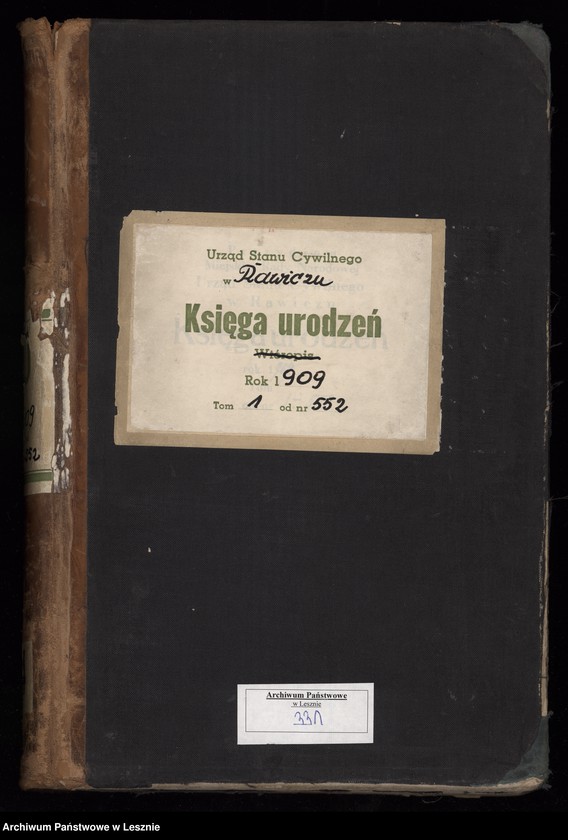 Urząd Stanu Cywilnego
w Rawiczu
Księga urodzeń
Wtóropis
Rok 1909
Tom 1 od nr 552
Archiwum Państwowe
w Lesznie
331
Archiwum Państwowe w Lesznie